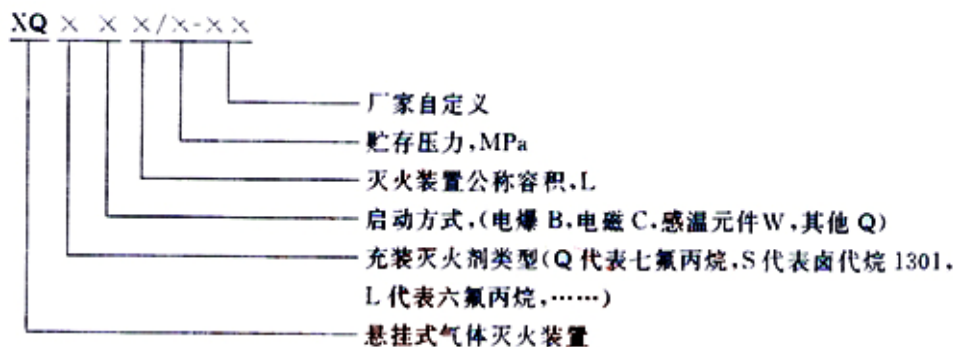 XQ × × ×/×-××
厂家自定义
贮存压力,MPa
灭火装置公称容积,L
启动方式,(电爆 B,电磁 C,感温元件 W,其他 Q)
充装灭火剂类型(Q 代表七氟丙烷,S 代表卤代烷 1301,
L 代表六氟丙烷,……)
悬挂式气体灭火装置